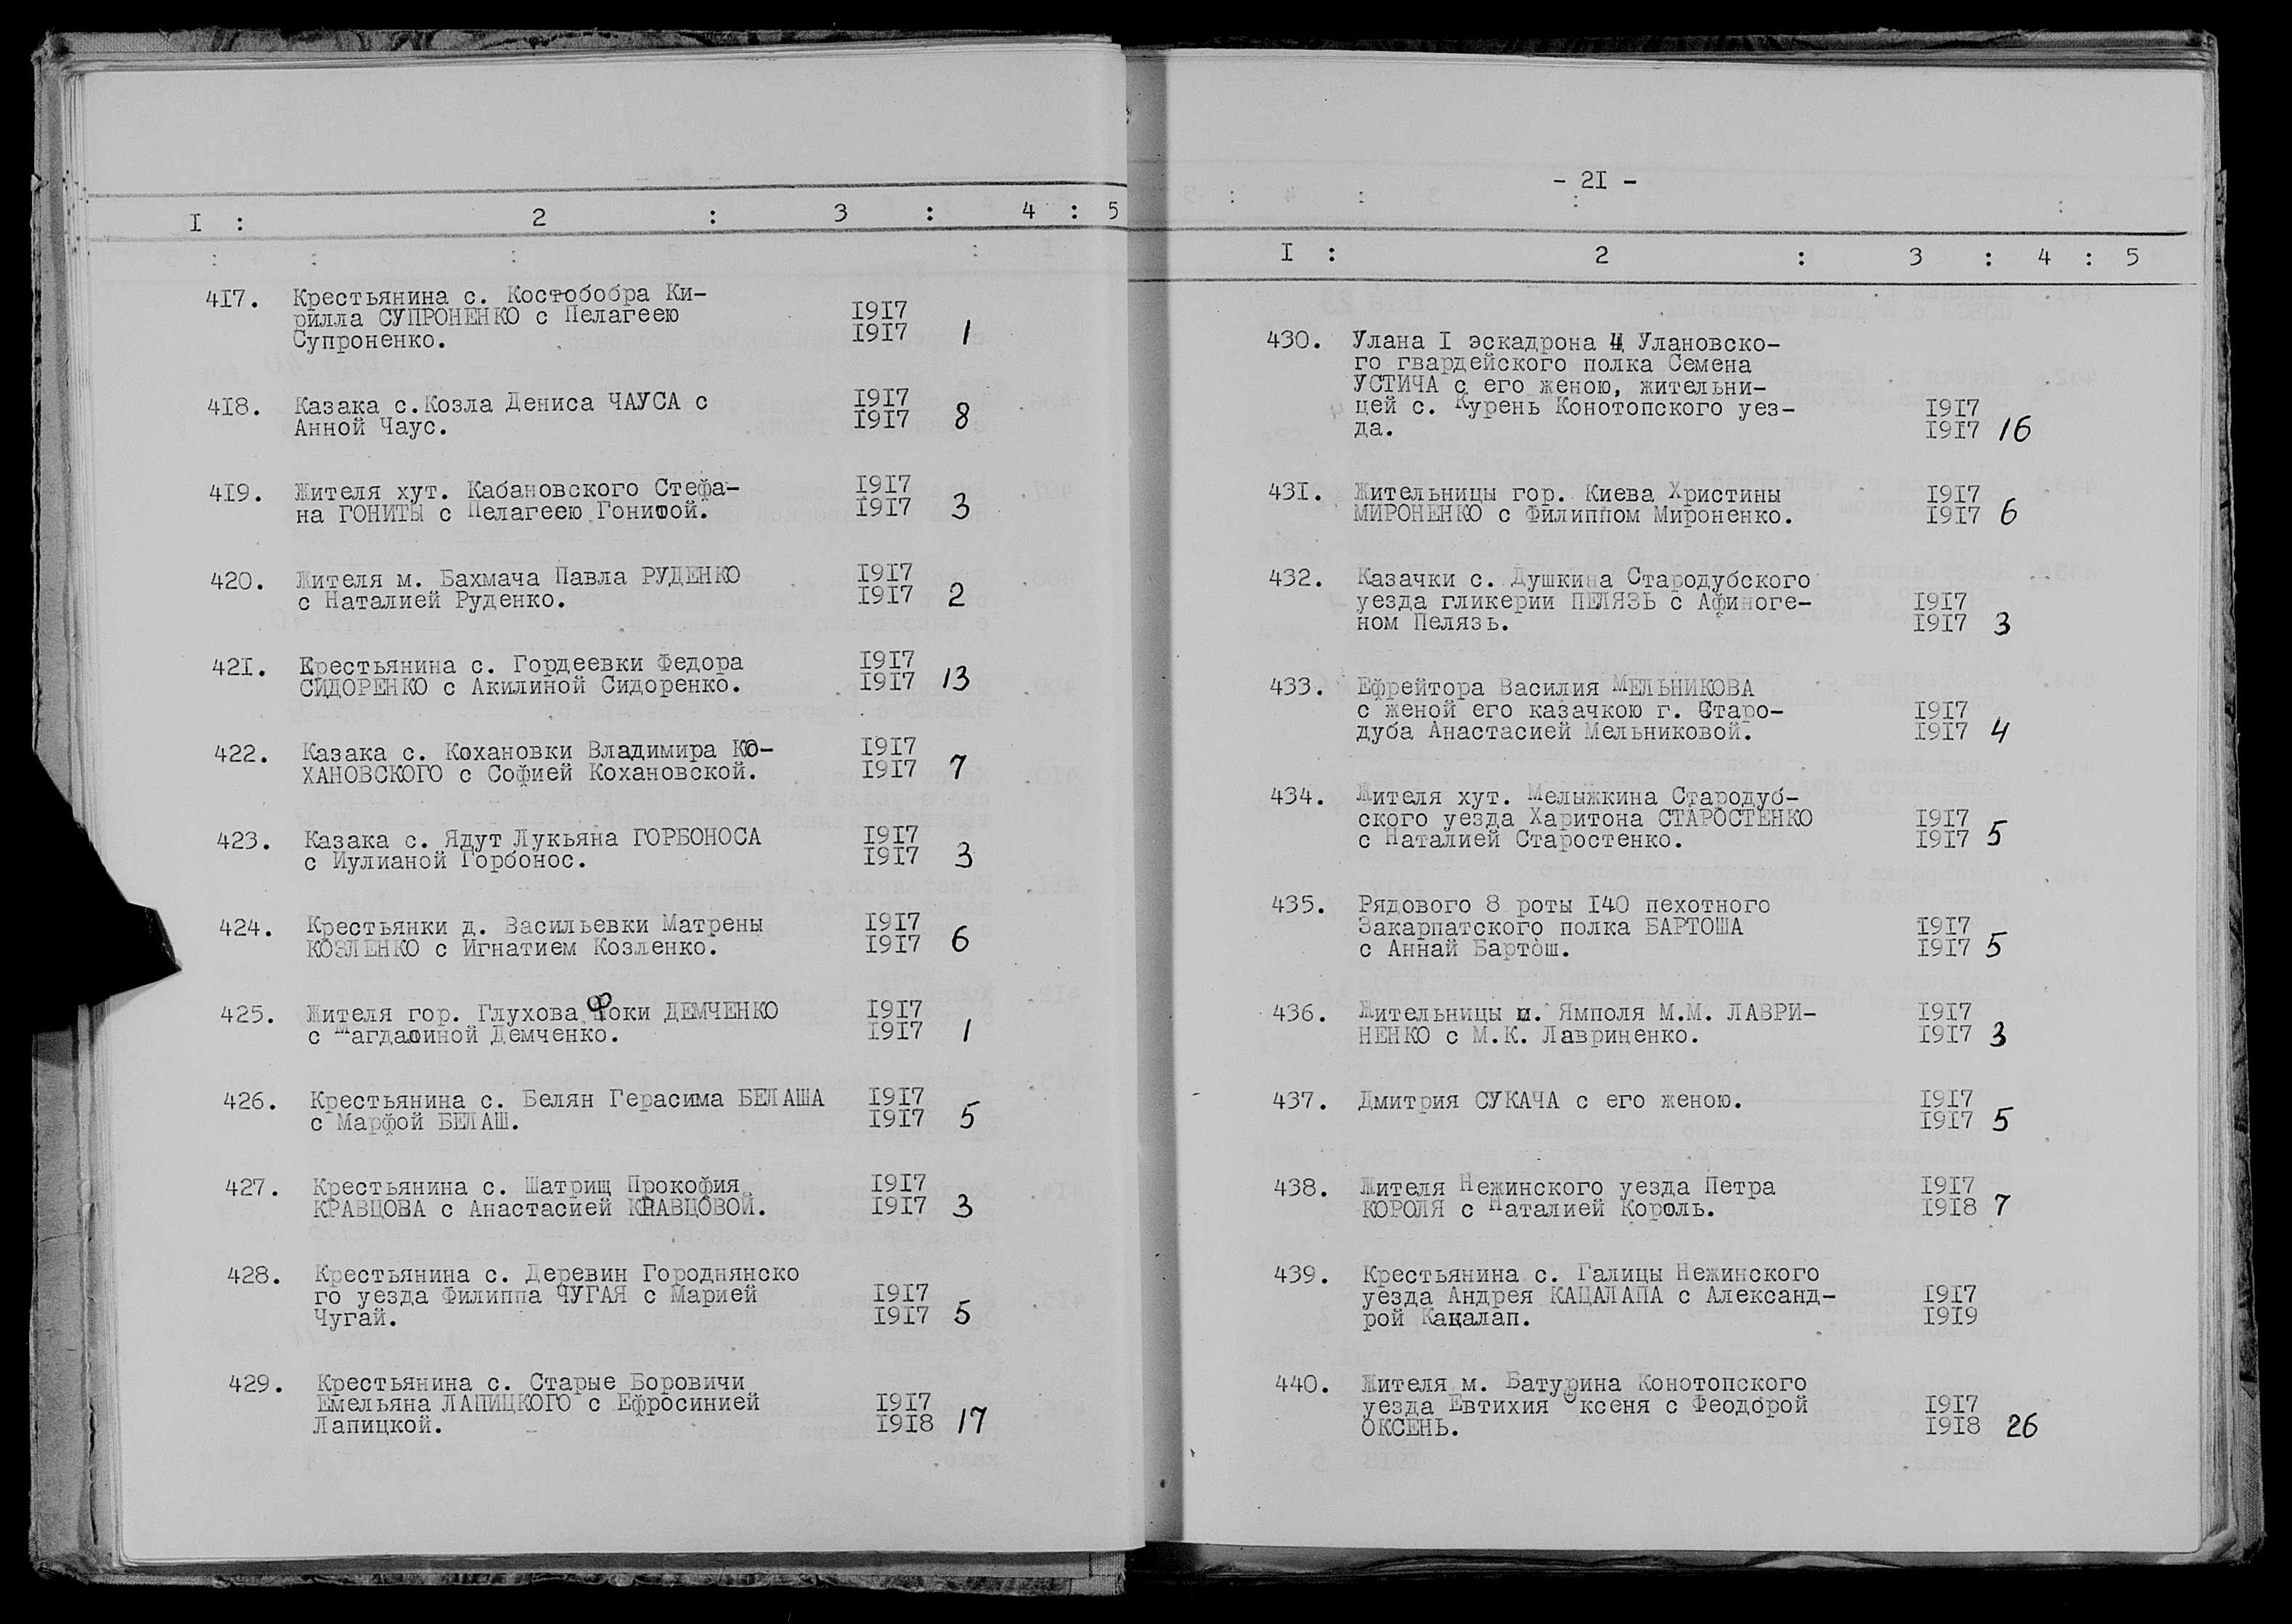 I : 2 : 3 : 4 : 5
417. Крестьянина с. Костобобра Ки-
рилла СУПРОНЕНКО с Пелагеею 1917
Супроненко. 1917 1
418. Казака с.Козла Дениса ЧАУСА с 1917
Анной Чаус. 1917 8
419. Жителя хут. Кабановского Стефа- 1917
на ГОНИТЫ с Пелагеею Гонитой. 1917 3
420. Жителя м. Бахмача Павла РУДЕНКО 1917
с Наталией Руденко. 1917 2
421. Крестьянина с. Гордеевки Федора 1917
СИДОРЕНКО с Акилиной Сидоренко. 1917 13
422. Казака с. Кохановки Владимира КО- 1917
ХАНОВСКОГО с Софией Кохановской. 1917 7
423. Казака с. Ядут Лукьяна ГОРБОНОСА 1917
с Иулианой Горбонос. 1917 3
424. Крестьянки д. Васильевки Матрены 1917
КОЗЛЕНКО с Игнатием Козленко. 1917 6
425. Жителя гор. Глухова Фоки ДЕМЧЕНКО 1917
с Магдалиной Демченко. 1917 1
426. Крестьянина с. Белян Герасима БЕЛАША 1917
с Марфой БЕЛАШ. 1917 5
427. Крестьянина с. Шатрищ Прокофия 1917
КРАВЦОВА с Анастасией КРАВЦОВОЙ. 1917 3
428. Крестьянина с. Деревин Городнянско
го уезда Филиппа ЧУГАЯ с Марией 1917
Чугай. 1917 5
429. Крестьянина с. Старые Боровичи
Емельяна ЛАПИЦКОГО с Ефросинией 1917
Лапицкой. 1918 17
- 21 -
I : 2 : 3 : 4 : 5
430. Улана I эскадрона 4 Улановско-
го гвардейского полка Семена
УСТИЧА с его женою, жительни-
цей с. Курень Конотопского уез- 1917
да. 1917 16
431. Жительницы гор. Киева Христины 1917
МИРОНЕНКО с Филиппом Мироненко. 1917 6
432. Казачки с. Душкина Стародубского
уезда гликерии ПЕЛЯЗЬ с Афиноге- 1917
ном Пелязь. 1917 3
433. Ефрейтора Василия МЕЛЬНИКОВА
с женой его казачкою г. Старо- 1917
дуба Анастасией Мельниковой. 1917 4
434. Жителя хут. Мелыжкина Стародуб-
ского уезда Харитона СТАРОСТЕНКО 1917
с Наталией Старостенко. 1917 5
435. Рядового 8 роты 140 пехотного
Закарпатского полка БАРТОША 1917
с Аннай Бартош. 1917 5
436. Жительницы м. Ямполя М.М. ЛАВРИ- 1917
НЕНКО с М.К. Лавриненко. 1917 3
437. Дмитрия СУКАЧА с его женою. 1917
1917 5
438. Жителя Нежинского уезда Петра 1917
КОРОЛЯ с Наталией Король. 1918 7
439. Крестьянина с. Галицы Нежинского
уезда Андрея КАЦАЛАПА с Александ- 1917
рой Кацалап. 1919
440. Жителя м. Батурина Конотопского
уезда Евтихия Оксеня с Феодорой 1917
ОКСЕНЬ. 1918 26